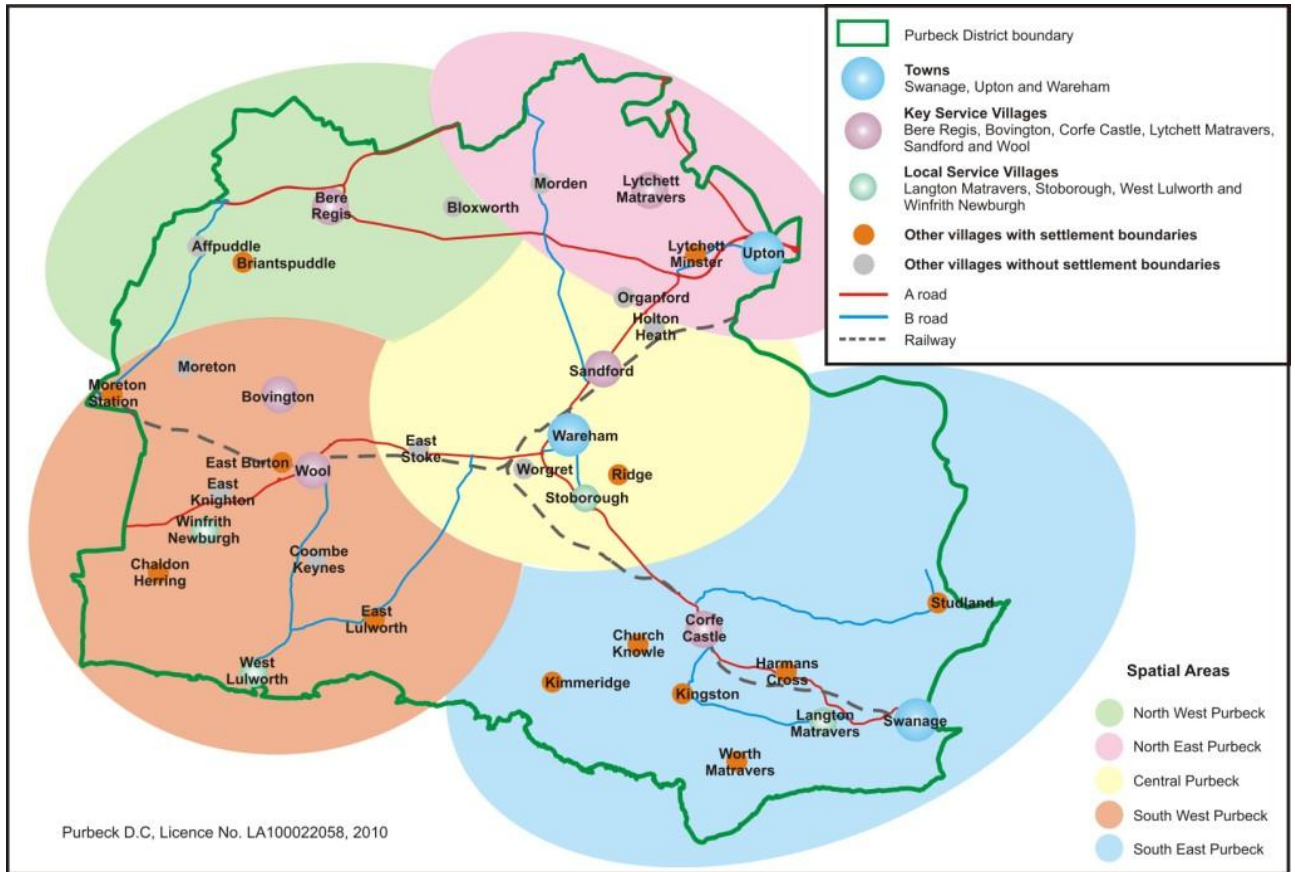 Purbeck District boundary
Towns
Swanage, Upton and Wareham
Key Service Villages
Bere Regis, Bovington, Corfe Castle, Lytchett Matravers,
Sandford and Wool
Local Service Villages
Langton Matravers, Stoborough, West Lulworth and
Winfrith Newburgh
Other villages with settlement boundaries
Other villages without settlement boundaries
A road
B road
Railway
Morden
Lytchett
Matravers
Bere
Regis
Bloxworth
Affpuddle
Briantspuddle
Lytchett
Minster
Upton
Organford
Holton
Heath
Moreton
Moreton
Station
Bovington
Sandford
Wareham
East
Stoke
East Burton
Wool
Worgret
Ridge
East
Knighton
Stoborough
Winfrith
Newburgh
Chaldon
Herring
Coombe
Keynes
East
Lulworth
West
Lulworth
Studland
Corfe
Castle
Church
Knowle
Harmans
Cross
Kimmeridge
Kingston
Langton
Matravers
Swanage
Worth
Matravers
Spatial Areas
North West Purbeck
North East Purbeck
Central Purbeck
South West Purbeck
South East Purbeck
Purbeck D.C, Licence No. LA100022058, 2010